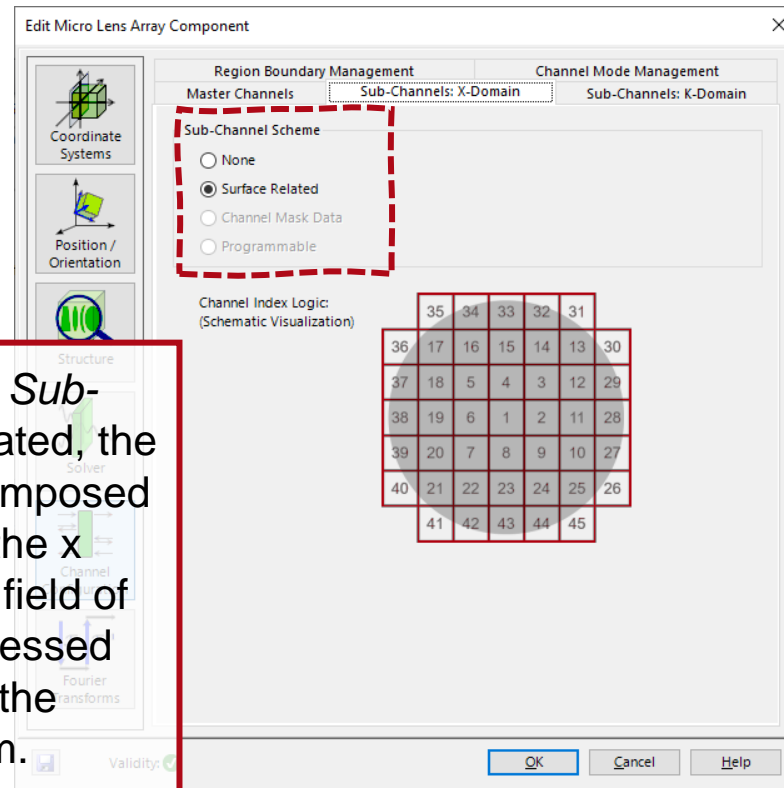 Edit Micro Lens Array Component
Region Boundary Management
Channel Mode Management
Master Channels
Sub-Channels: X-Domain
Sub-Channels: K-Domain
Coordinate
Systems
Position /
Orientation
Structure
Solver
Channel
Fourier
Transforms
Sub-Channel Scheme
None
Surface Related
Channel Mask Data
Programmable
Channel Index Logic:
(Schematic Visualization)
35 34 33 32 31
36 17 16 15 14 13 30
37 18 5 4 3 12 29
38 19 6 1 2 11 28
39 20 7 8 9 10 27
40 21 22 23 24 25 26
41 42 43 44 45
Sub-
ated, the
mposed
the x
field of
essed
the
n.
Validity:
OK
Cancel
Help